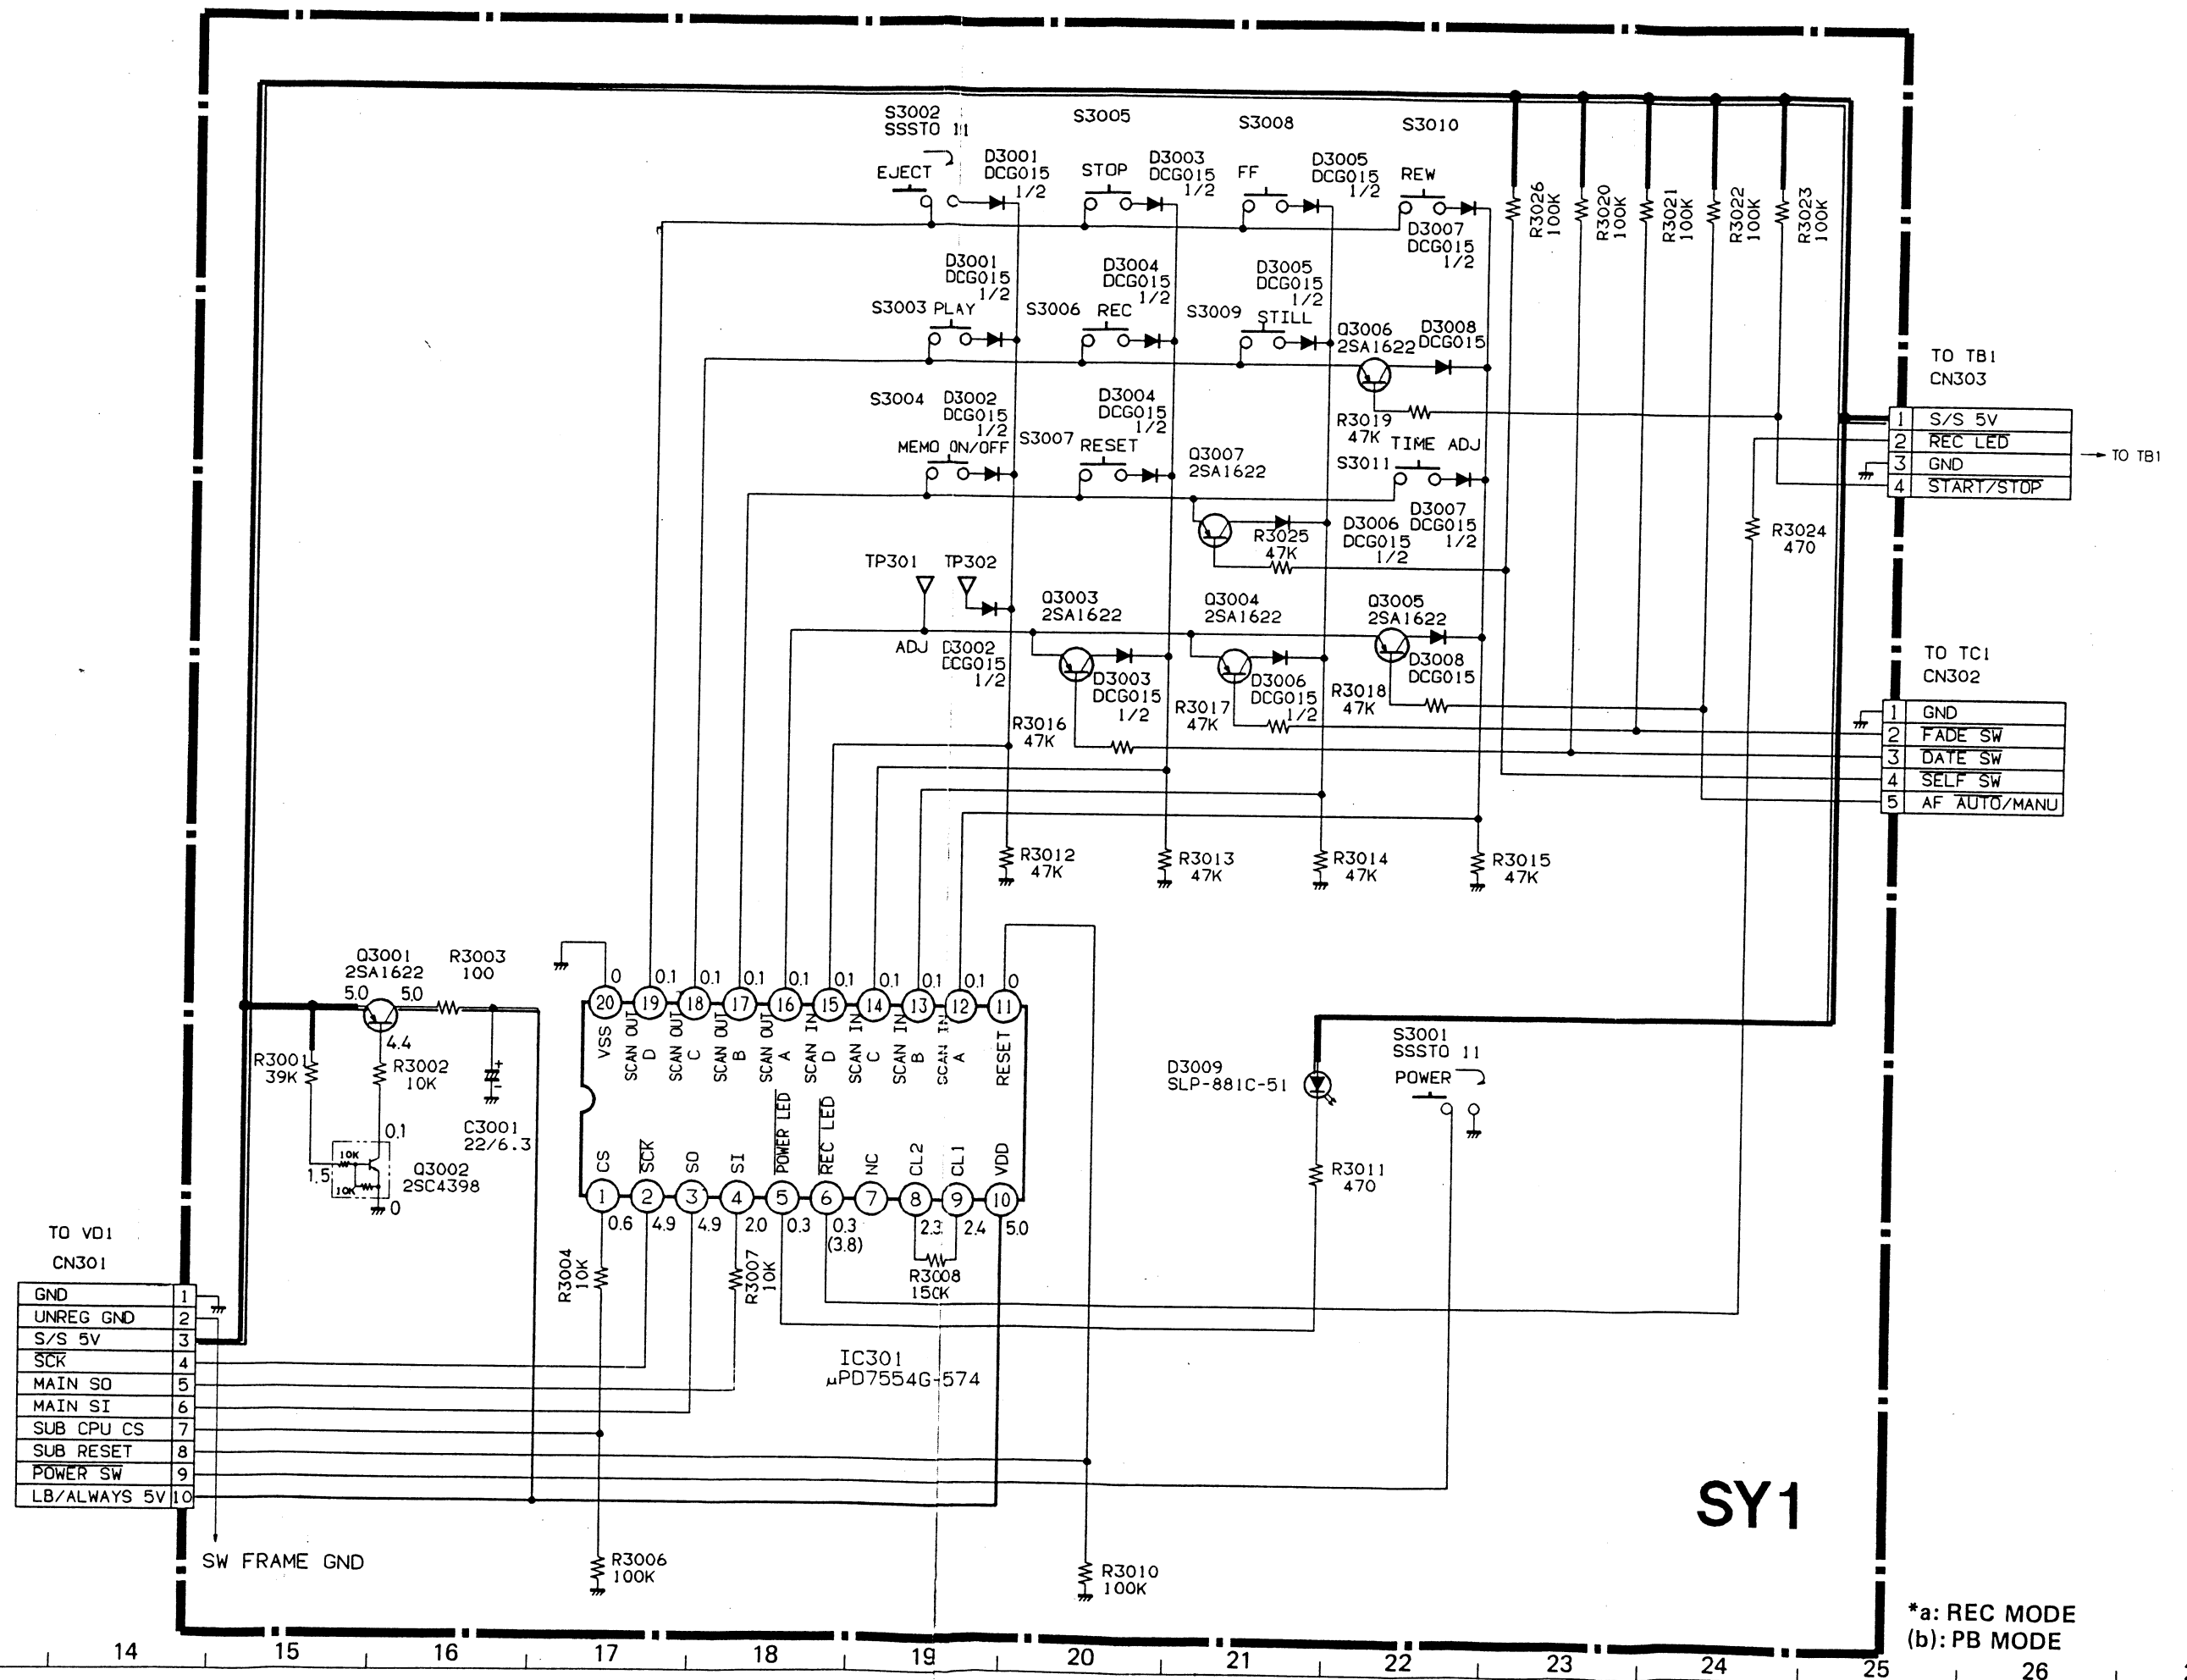 S3002
SSSTO 11
EJECT
D3001
DCG015
1/2
S3005
STOP
D3003
DCG015
1/2
S3008
FF
D3005
DCG015
1/2
S3010
REW
D3007
DCG015
1/2
R3026
100K
R3020
100K
R3021
100K
R3022
100K
R3023
100K
D3001
DCG015
1/2
S3003 PLAY
D3004
DCG015
1/2
S3006 REC
D3005
DCG015
1/2
S3009 STILL
Q3006
2SA1622
D3008
DCG015
R3019
47K
S3004
D3002
DCG015
1/2
MEMO ON/OFF
D3004
DCG015
1/2
S3007 RESET
Q3007
2SA1622
TIME ADJ
S3011
R3025
47K
D3006
DCG015
1/2
D3007
DCG015
1/2
TO TB1
CN303
1 S/S 5V
2 REC LED
3 GND
4 START/STOP
TO TB1
R3024
470
TP301
TP302
ADJ
D3002
DCG015
1/2
Q3003
2SA1622
D3003
DCG015
1/2
R3016
47K
Q3004
2SA1622
D3006
DCG015
1/2
R3017
47K
Q3005
2SA1622
D3008
DCG015
R3018
47K
TO TC1
CN302
1 GND
2 FADE SW
3 DATE SW
4 SELF SW
5 AF AUTO/MANU
R3012
47K
R3013
47K
R3014
47K
R3015
47K
Q3001
2SA1622
5.0
5.0
4.4
R3003
100
R3001
39K
R3002
10K
C3001
22/6.3
0.1
10K
10K
1.5
Q3002
2SC4398
0
0 0.1 0.1 0.1 0.1 0.1 0.1 0.1 0.1 0
20 19 18 17 16 15 14 13 12 11
VSS
SCAN OUT D
SCAN OUT C
SCAN OUT B
SCAN OUT A
SCAN IN D
SCAN IN C
SCAN IN B
SCAN IN A
RESET
CS
SCK
SO
SI
POWER LED
REC LED
NC
CL2
CL1
VDD
1 2 3 4 5 6 7 8 9 10
0.6 4.9 4.9 2.0 0.3 0.3 2.3 2.4 5.0
(3.8)
R3004
10K
R3007
10K
R3008
150K
IC301
μPD7554G-574
D3009
SLP-881C-51
S3001
SSSTO 11
POWER
R3011
470
TO VD1
CN301
GND 1
UNREG GND 2
S/S 5V 3
SCK 4
MAIN SO 5
MAIN SI 6
SUB CPU CS 7
SUB RESET 8
POWER SW 9
LB/ALWAYS 5V 10
SW FRAME GND
R3006
100K
R3010
100K
SY1
*a: REC MODE
(b): PB MODE
14 15 16 17 18 19 20 21 22 23 24 25 26